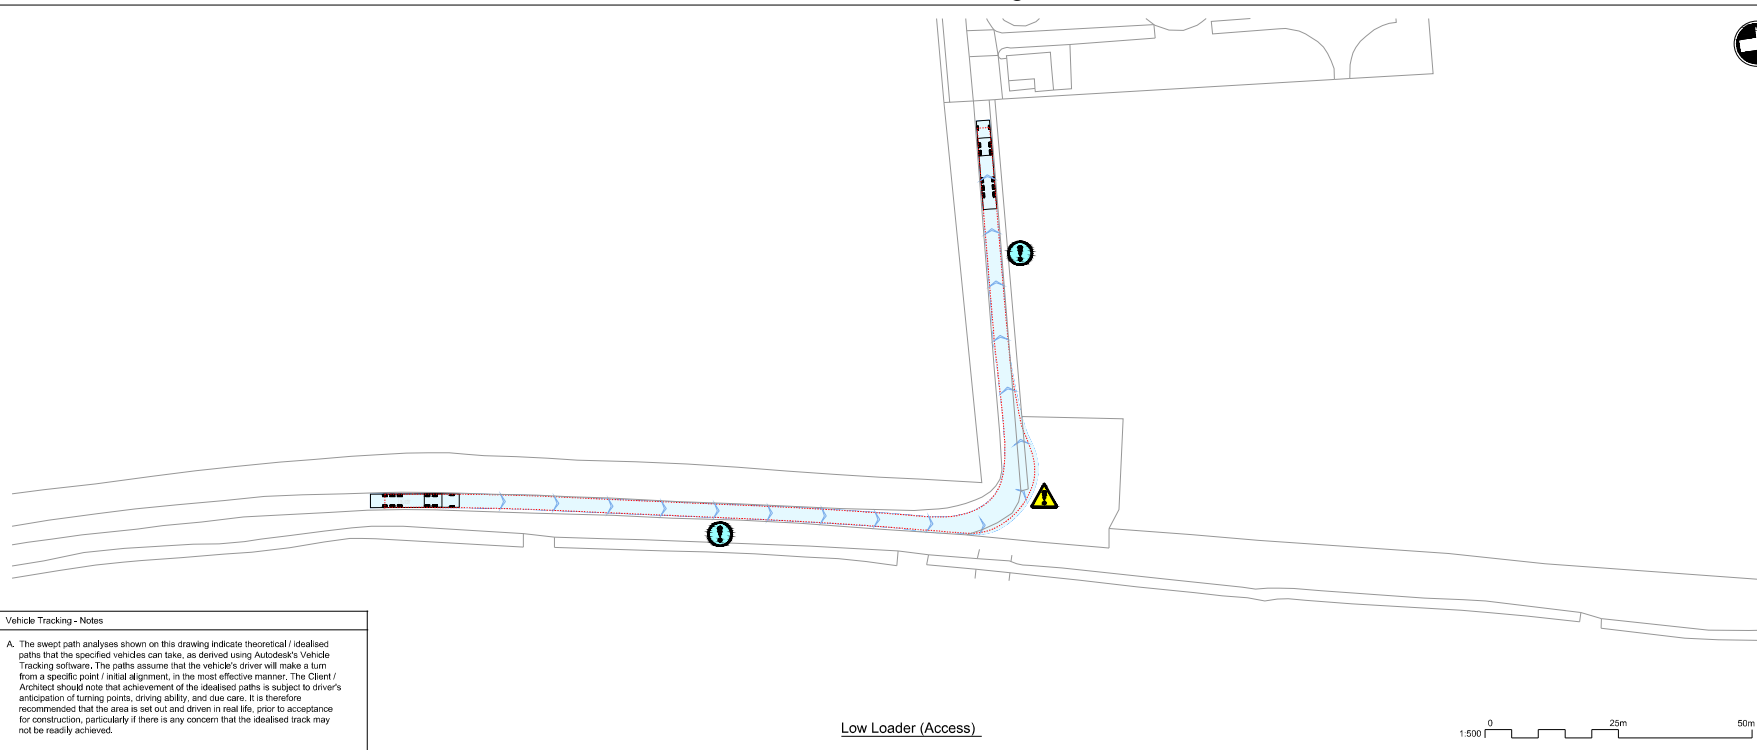 Vehicle Tracking - Notes
A. The swept path analyses shown on this drawing indicate theoretical / idealised
paths that the specified vehicles can take, as derived using Autodesk's Vehicle
Tracking software. The paths assume that the vehicle's driver will make a turn
from a specific point / initial alignment, in the most effective manner. The Client /
Architect should note that achievement of the idealised paths is subject to driver's
anticipation of turning points, driving ability, and due care. It is therefore
recommended that the area is set out and driven in real life, prior to acceptance
for construction, particularly if there is any concern that the idealised track may
not be readily achieved.
Low Loader (Access)
0 25m 50m
1:500